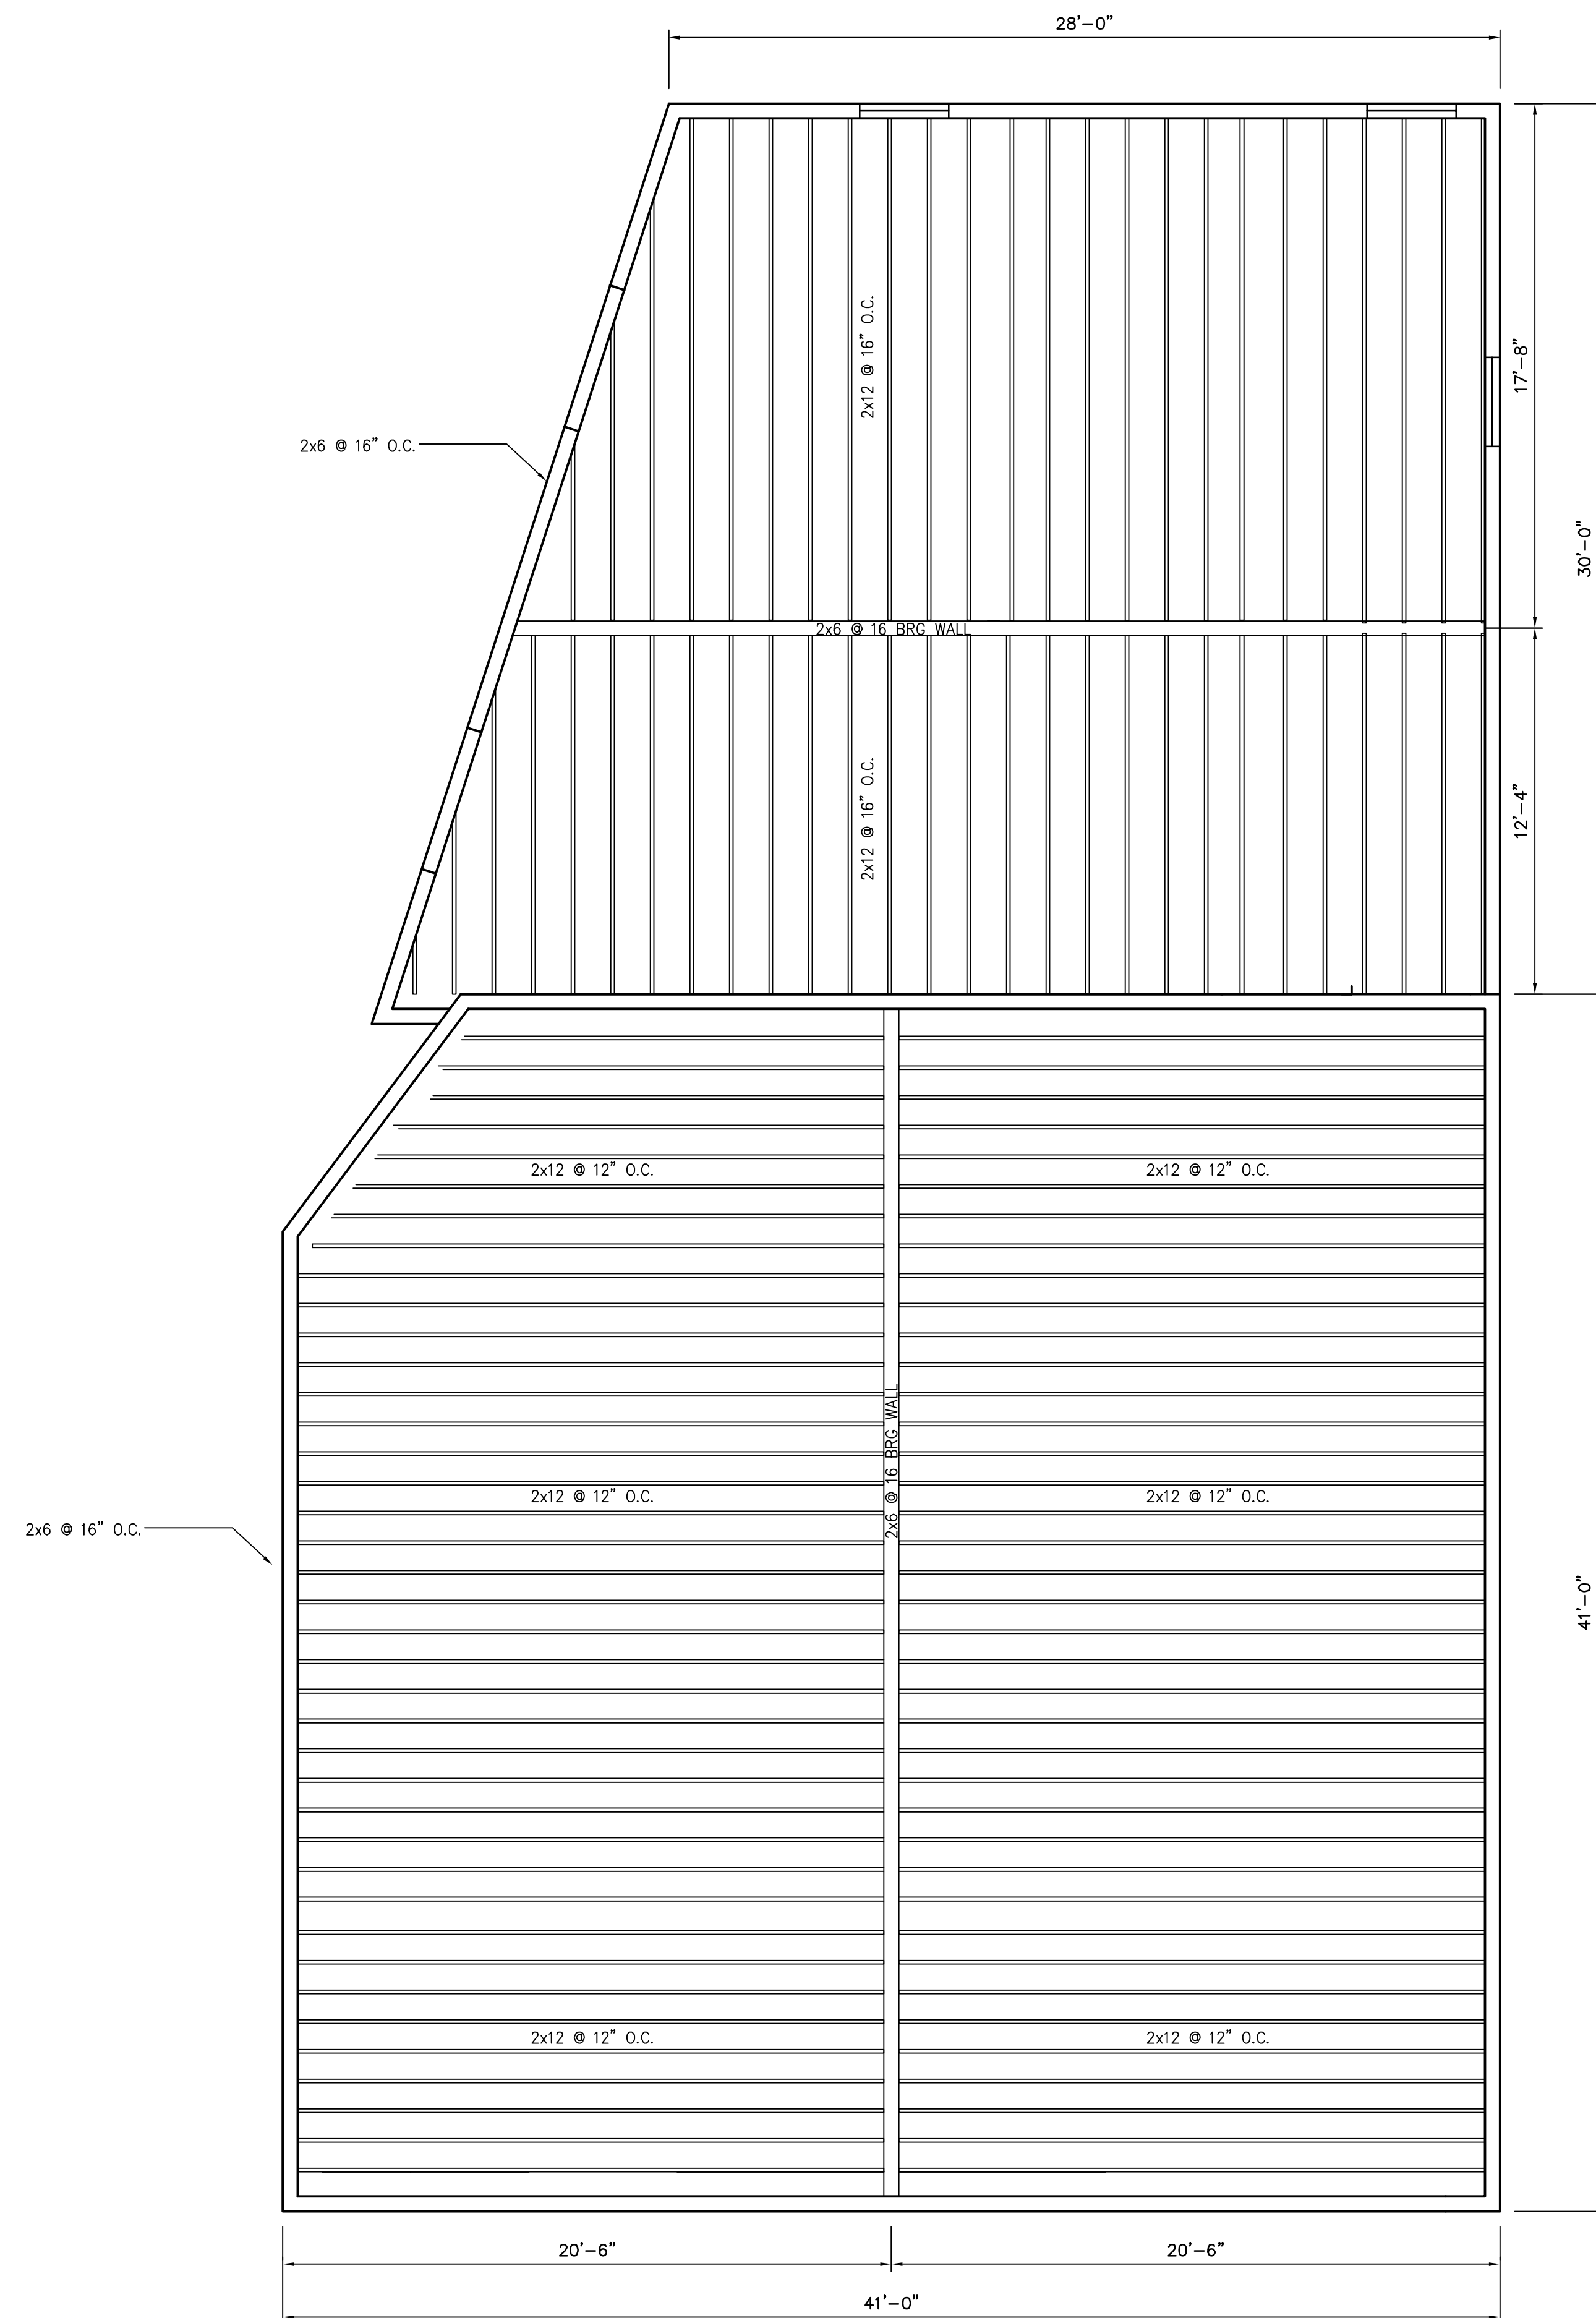 28'-0"
2x12 @ 16" O.C.
17'-8"
2x6 @ 16" O.C.
30'-0"
2x6 @ 16 BRG WALL
2x12 @ 16" O.C.
12'-4"
2x12 @ 12" O.C.
2x12 @ 12" O.C.
2x6 @ 16 BRG WALL
2x12 @ 12" O.C.
2x12 @ 12" O.C.
2x6 @ 16" O.C.
41'-0"
2x12 @ 12" O.C.
2x12 @ 12" O.C.
20'-6"
20'-6"
41'-0"